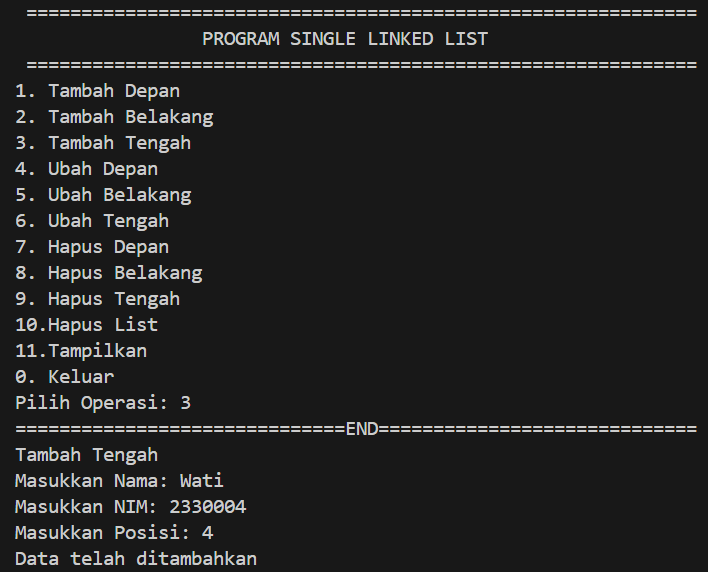 =============================================================
PROGRAM SINGLE LINKED LIST
=============================================================
1. Tambah Depan
2. Tambah Belakang
3. Tambah Tengah
4. Ubah Depan
5. Ubah Belakang
6. Ubah Tengah
7. Hapus Depan
8. Hapus Belakang
9. Hapus Tengah
10.Hapus List
11.Tampilkan
0. Keluar
Pilih Operasi: 3
==============================END=============================
Tambah Tengah
Masukkan Nama: Wati
Masukkan NIM: 2330004
Masukkan Posisi: 4
Data telah ditambahkan